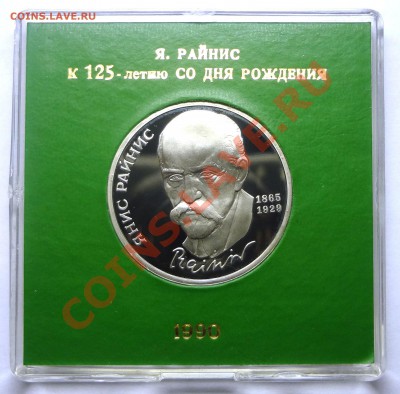 COINS.LAVE.RU
Я. РАЙНИС
К 125-летию СО ДНЯ РОЖДЕНИЯ
ЯНИС РАЙНИС
1865
1929
Rainis
1990
COINS.LAVE.RU